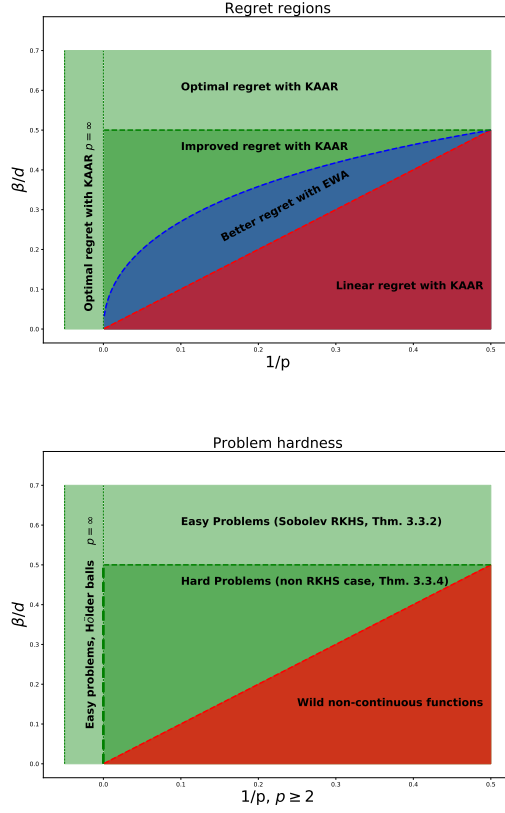 Regret regions
0.7
0.6
0.5
0.4
0.3
0.2
0.1
0.0
β/d
Optimal regret with KAAR p = ∞
Optimal regret with KAAR
Improved regret with KAAR
Better regret with EWA
Linear regret with KAAR
0.0 0.1 0.2 0.3 0.4 0.5
1/p
Problem hardness
0.7
0.6
0.5
0.4
0.3
0.2
0.1
0.0
β/d
Easy problems, Hölder balls p = ∞
Easy Problems (Sobolev RKHS, Thm. 3.3.2)
Hard Problems (non RKHS case, Thm. 3.3.4)
Wild non-continuous functions
0.0 0.1 0.2 0.3 0.4 0.5
1/p, p ≥ 2